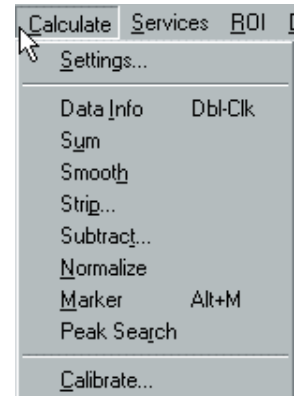 Calculate Services ROI
Settings...
Data Info Dbl-Clk
Sum
Smooth
Strip...
Subtract...
Normalize
Marker Alt+M
Peak Search
Calibrate...